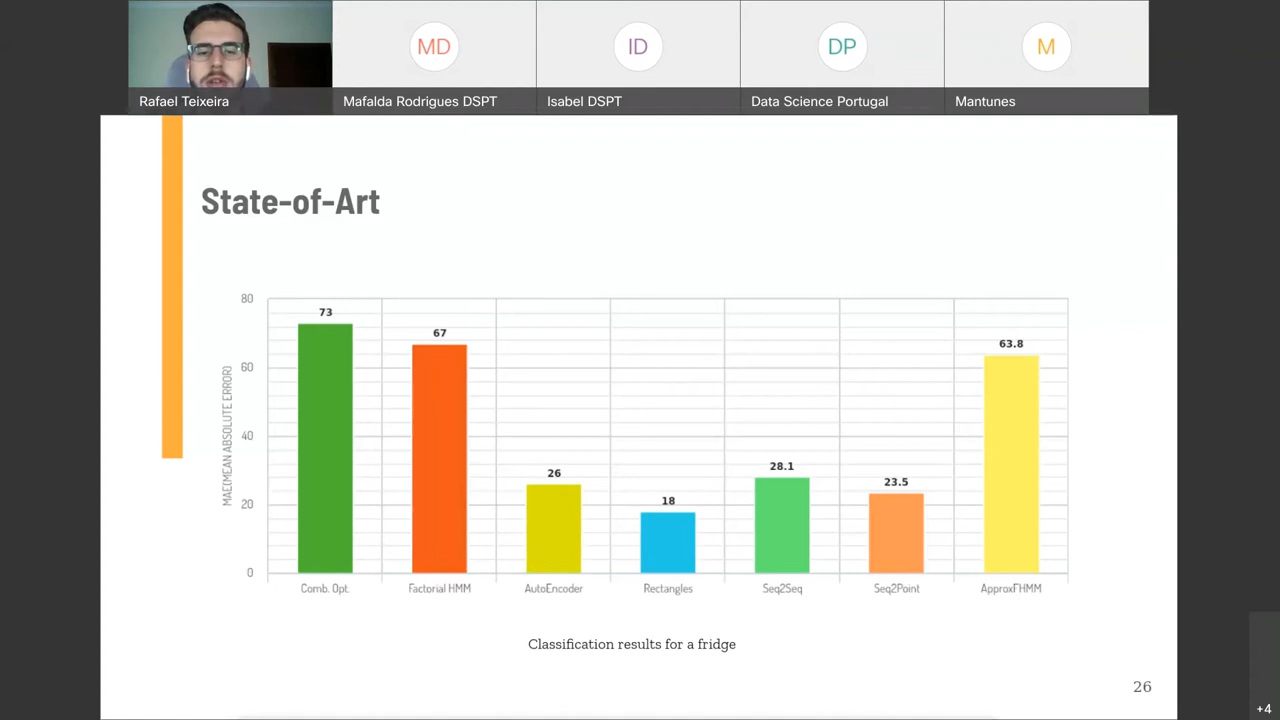 MD
ID
DP
M
Rafael Teixeira
Mafalda Rodrigues DSPT
Isabel DSPT
Data Science Portugal
Mantunes
State-of-Art
MAE(MEAN ABSOLUTE ERROR)
80
60
40
20
0
73
67
26
18
28.1
23.5
63.8
Comb. Opt.
Factorial HMM
AutoEncoder
Rectangles
Seq2Seq
Seq2Point
ApproxFHMM
Classification results for a fridge
26
+4